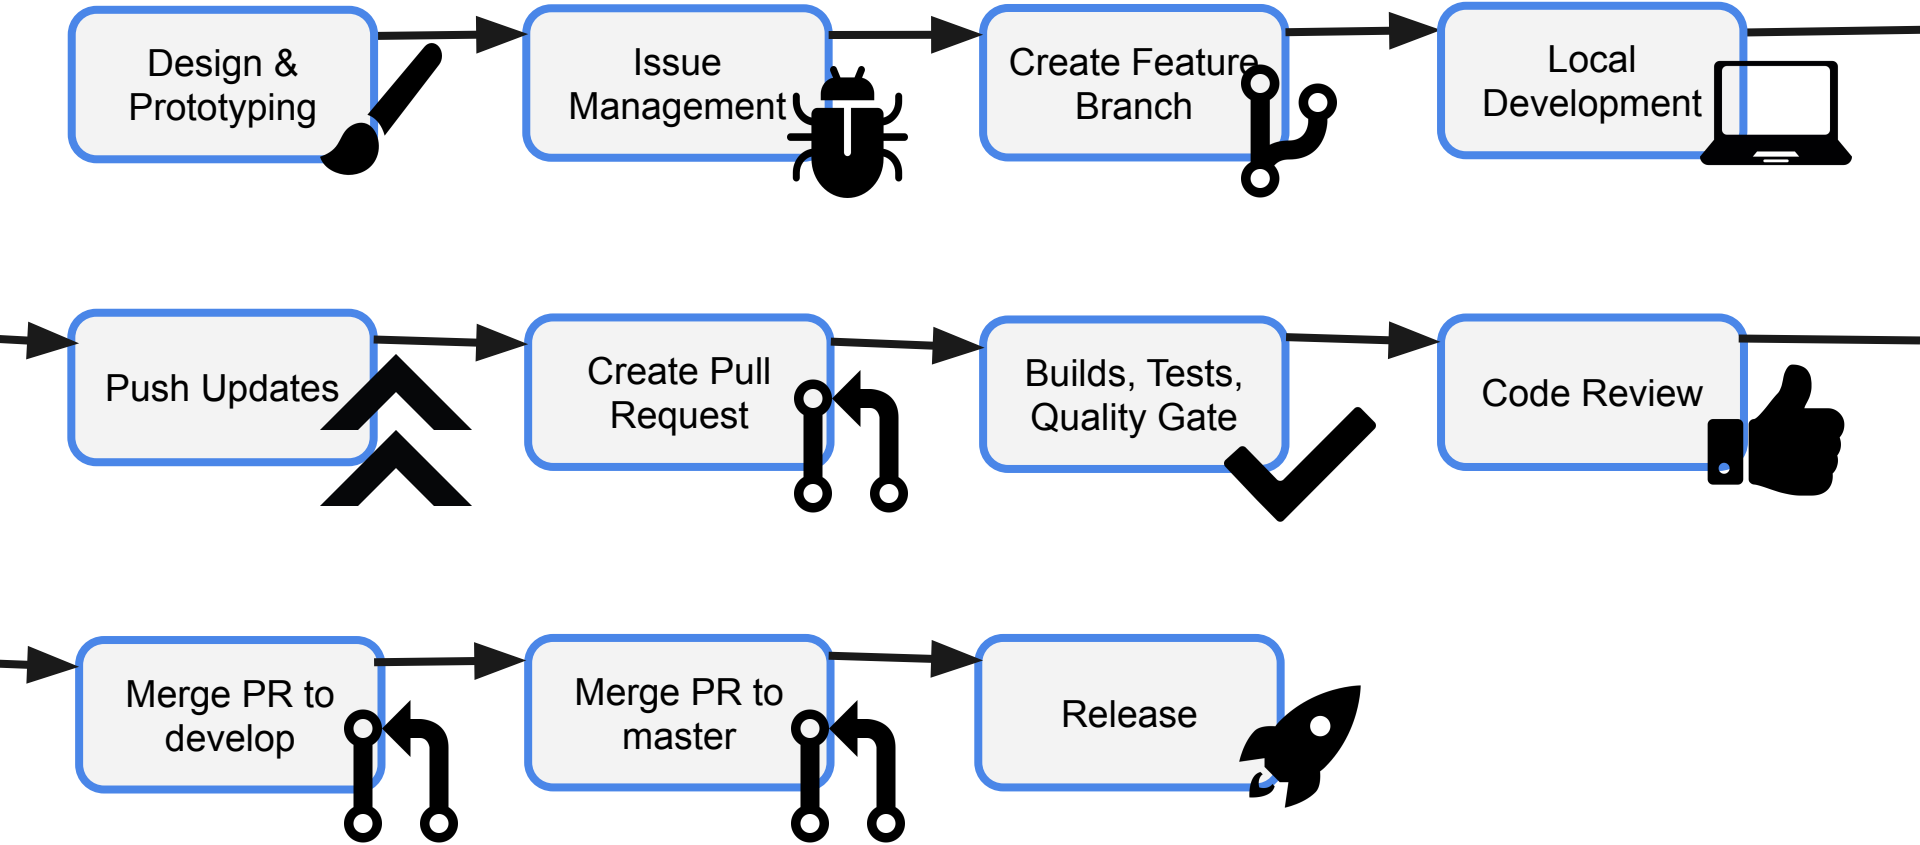 Design &
Prototyping
Issue
Management
Create Feature
Branch
Local
Development
Push Updates
Create Pull
Request
Builds, Tests,
Quality Gate
Code Review
Merge PR to
develop
Merge PR to
master
Release